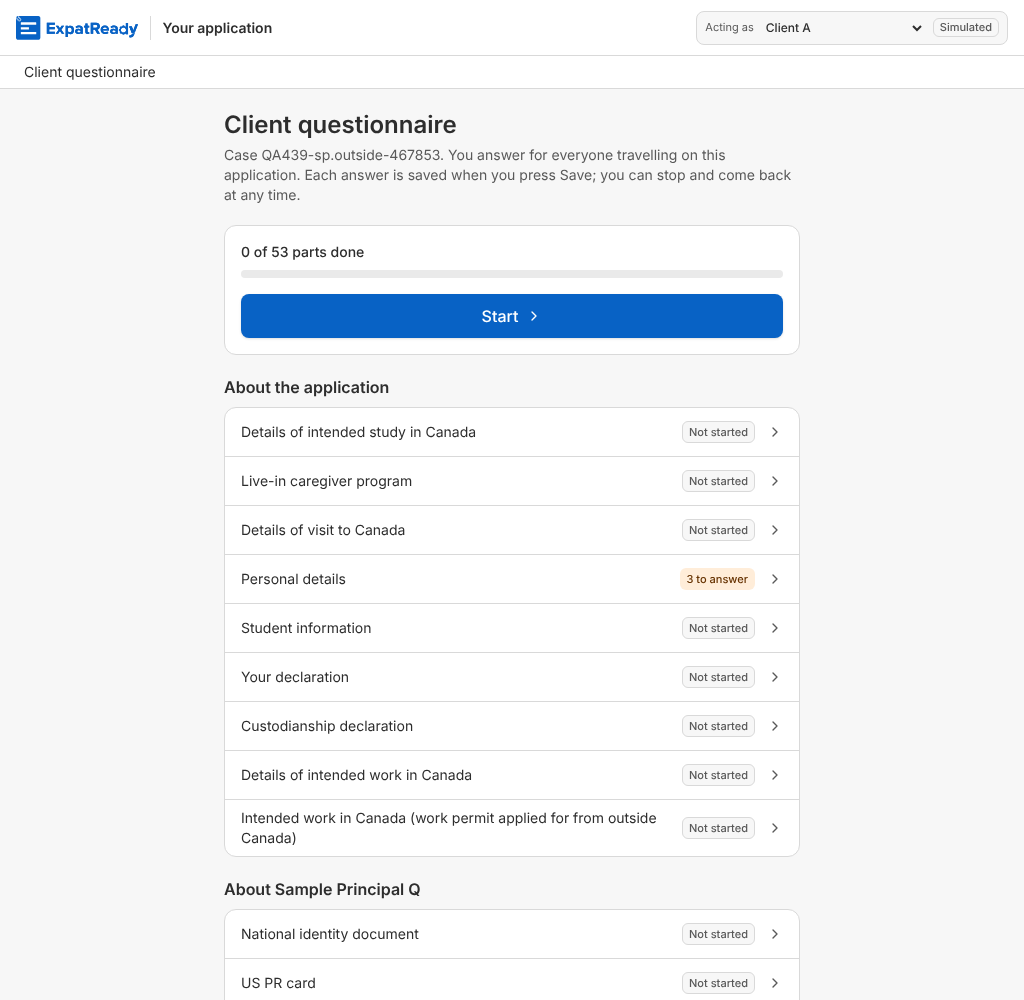 ExpatReady
Your application
Acting as
Client A
Simulated
Client questionnaire
Client questionnaire
Case QA439-sp.outside-467853. You answer for everyone travelling on this
application. Each answer is saved when you press Save; you can stop and come back
at any time.
0 of 53 parts done
Start
About the application
Details of intended study in Canada
Not started
Live-in caregiver program
Not started
Details of visit to Canada
Not started
Personal details
3 to answer
Student information
Not started
Your declaration
Not started
Custodianship declaration
Not started
Details of intended work in Canada
Not started
Intended work in Canada (work permit applied for from outside
Canada)
Not started
About Sample Principal Q
National identity document
Not started
US PR card
Not started